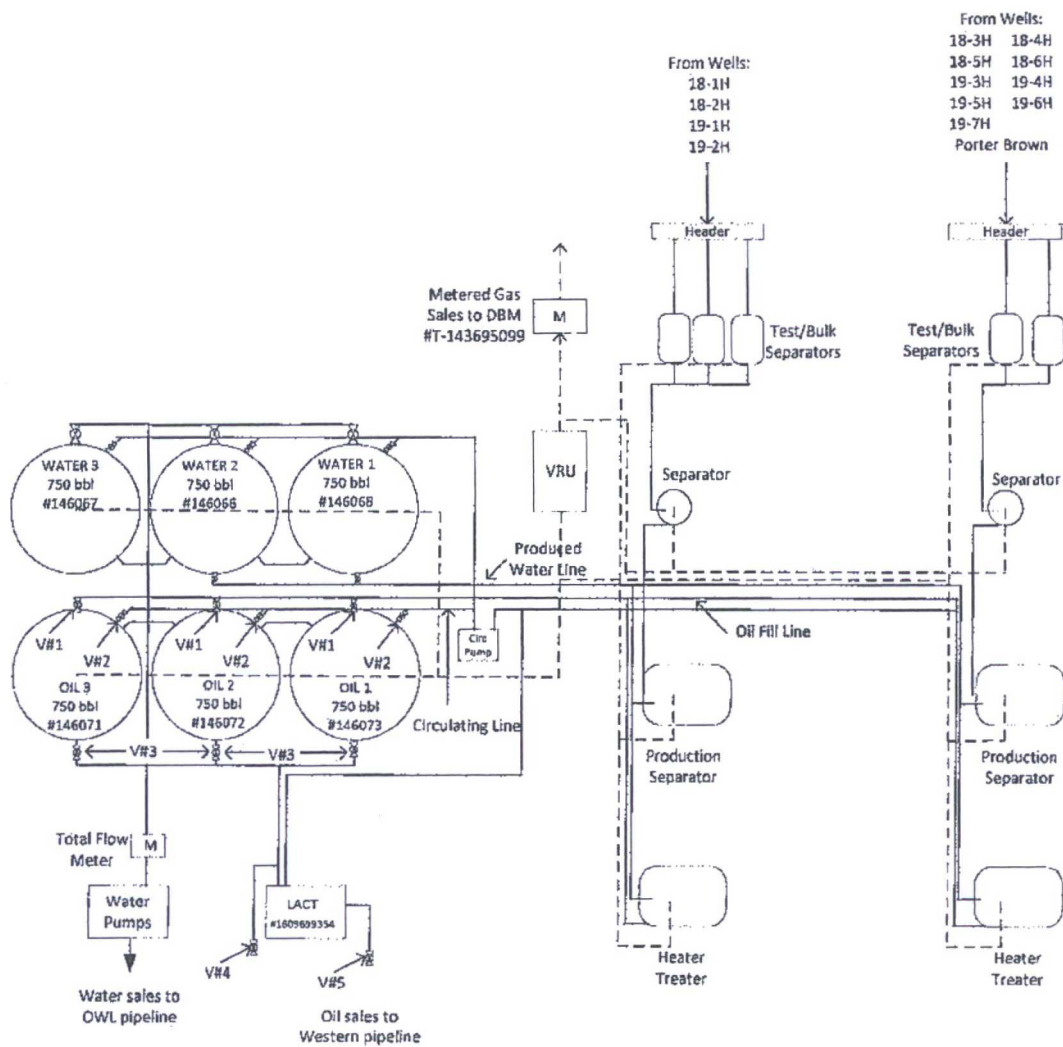 From Wells:
18-3H 18-4H
18-5H 18-6H
19-3H 19-4H
19-5H 19-6H
19-7H
Porter Brown
From Wells:
18-1H
18-2H
19-1H
19-2H
Header
Header
Metered Gas
Sales to DBM
#T-143695099
M
Test/Bulk
Separators
Test/Bulk
Separators
WATER 3
750 bbl
#146067
WATER 2
750 bbl
#146066
WATER 1
750 bbl
#146068
VRU
Separator
Separator
Produced
Water Line
V#1
V#2
V#1
V#2
V#1
V#2
Circ
Pump
Oil Fill Line
OIL 3
750 bbl
#146071
OIL 2
750 bbl
#146072
OIL 1
750 bbl
#146073
Circulating Line
V#3
V#3
Production
Separator
Production
Separator
Total Flow
Meter
M
Water
Pumps
LACT
#1609699354
V#4
V#5
Heater
Treater
Heater
Treater
Water sales to
OWL pipeline
Oil sales to
Western pipeline